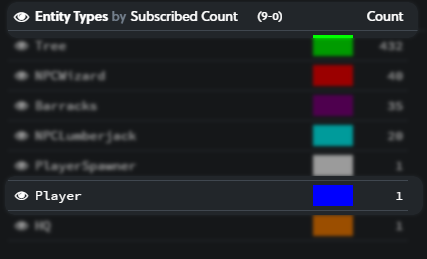 Entity Types by Subscribed Count (9-0) Count
Tree 432
NPCWizard 40
Barracks 35
NPCLumberjack 20
PlayerSpawner 1
Player 1
HQ 1